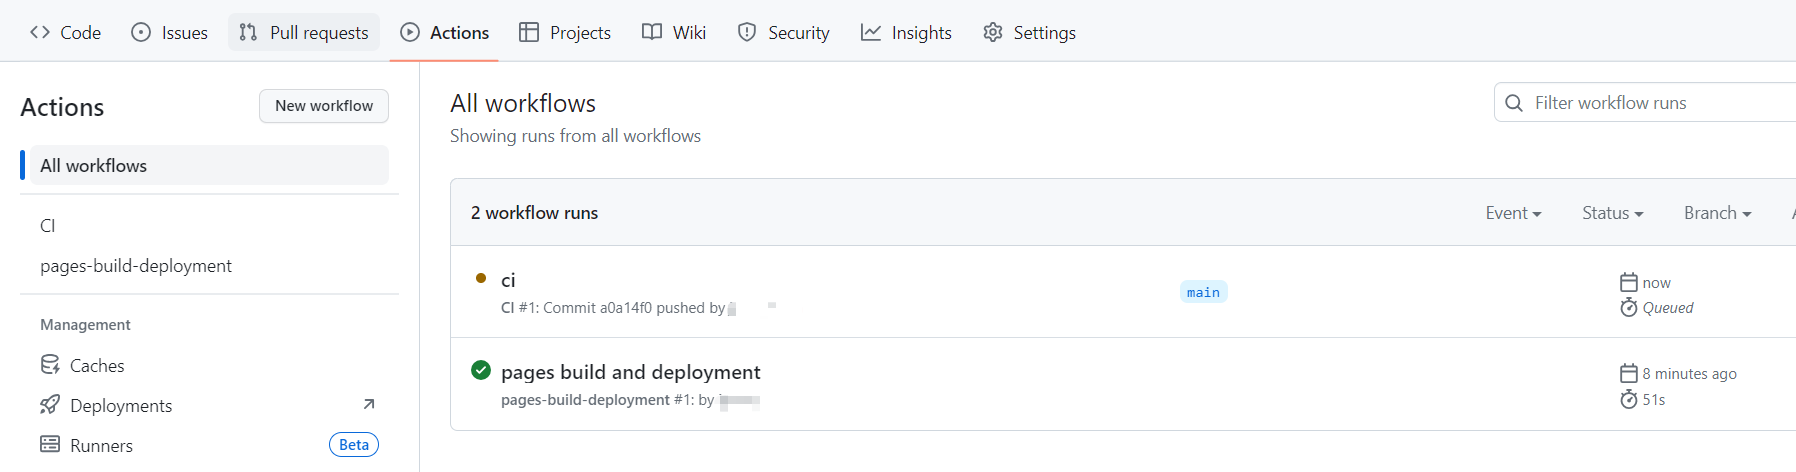 Code Issues Pull requests Actions Projects Wiki Security Insights Settings
Actions
New workflow
All workflows
CI
pages-build-deployment
Management
Caches
Deployments
Runners Beta
All workflows
Showing runs from all workflows
Filter workflow runs
2 workflow runs
Event Status Branch
ci
CI #1: Commit a0a14f0 pushed by
main
now
Queued
pages build and deployment
pages-build-deployment #1: by
8 minutes ago
51s